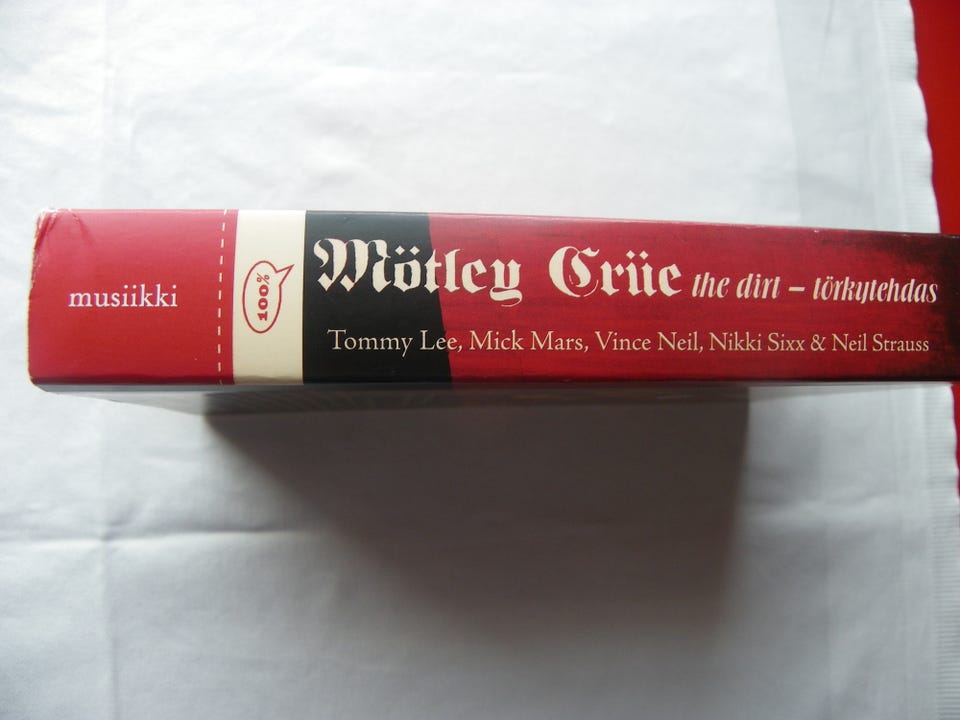 musiikki
100%
Mötley Crüe the dirt – törkytehdas
Tommy Lee, Mick Mars, Vince Neil, Nikki Sixx & Neil Strauss